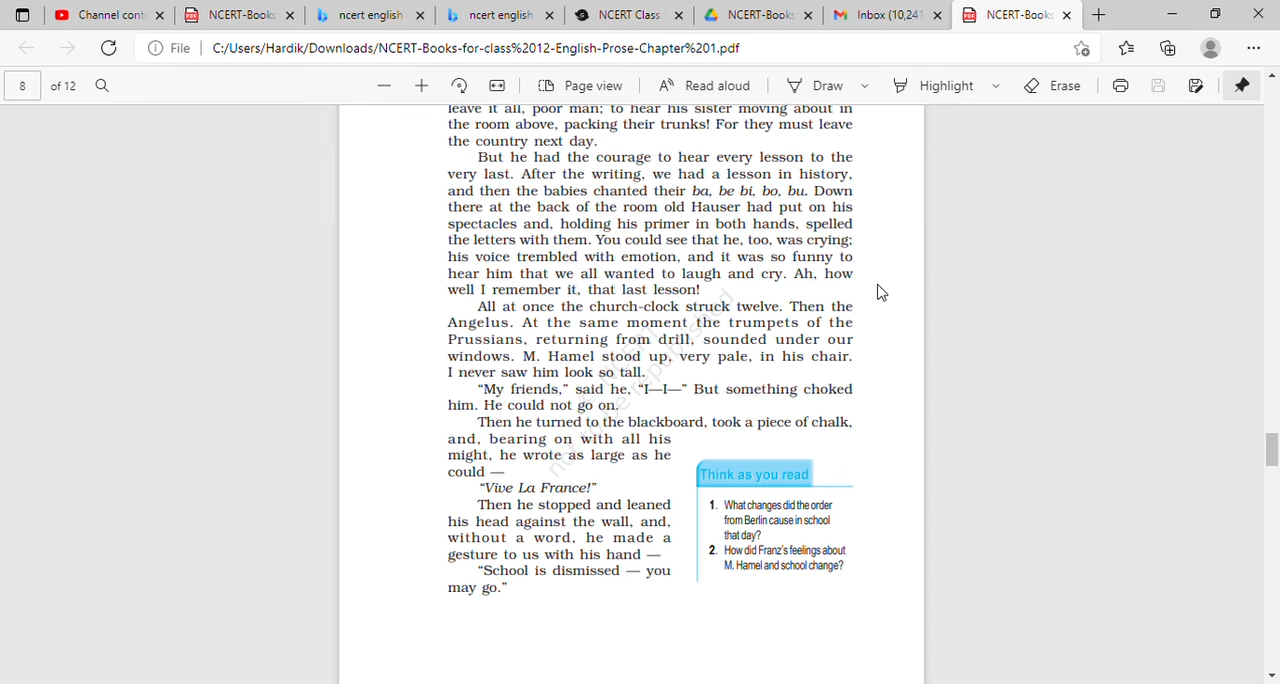 Channel cont
NCERT-Books
ncert english
ncert english
NCERT Class
NCERT-Books
Inbox (10,241
NCERT-Books
File
C:/Users/Hardik/Downloads/NCERT-Books-for-class%2012-English-Prose-Chapter%201.pdf
8 of 12
Page view
Read aloud
Draw
Highlight
Erase
leave it all, poor man; to hear his sister moving about in
the room above, packing their trunks! For they must leave
the country next day.
But he had the courage to hear every lesson to the
very last. After the writing, we had a lesson in history,
and then the babies chanted their ba, be bi, bo, bu. Down
there at the back of the room old Hauser had put on his
spectacles and, holding his primer in both hands, spelled
the letters with them. You could see that he, too, was crying;
his voice trembled with emotion, and it was so funny to
hear him that we all wanted to laugh and cry. Ah, how
well I remember it, that last lesson!
All at once the church-clock struck twelve. Then the
Angelus. At the same moment the trumpets of the
Prussians, returning from drill, sounded under our
windows. M. Hamel stood up, very pale, in his chair.
I never saw him look so tall.
“My friends,” said he, “I—I—” But something choked
him. He could not go on.
Then he turned to the blackboard, took a piece of chalk,
and, bearing on with all his
might, he wrote as large as he
could —
“Vive La France!”
Then he stopped and leaned
his head against the wall, and,
without a word, he made a
gesture to us with his hand —
“School is dismissed — you
may go.”
Think as you read
1. What changes did the order
from Berlin cause in school
that day?
2. How did Franz’s feelings about
M. Hamel and school change?
not to be republished